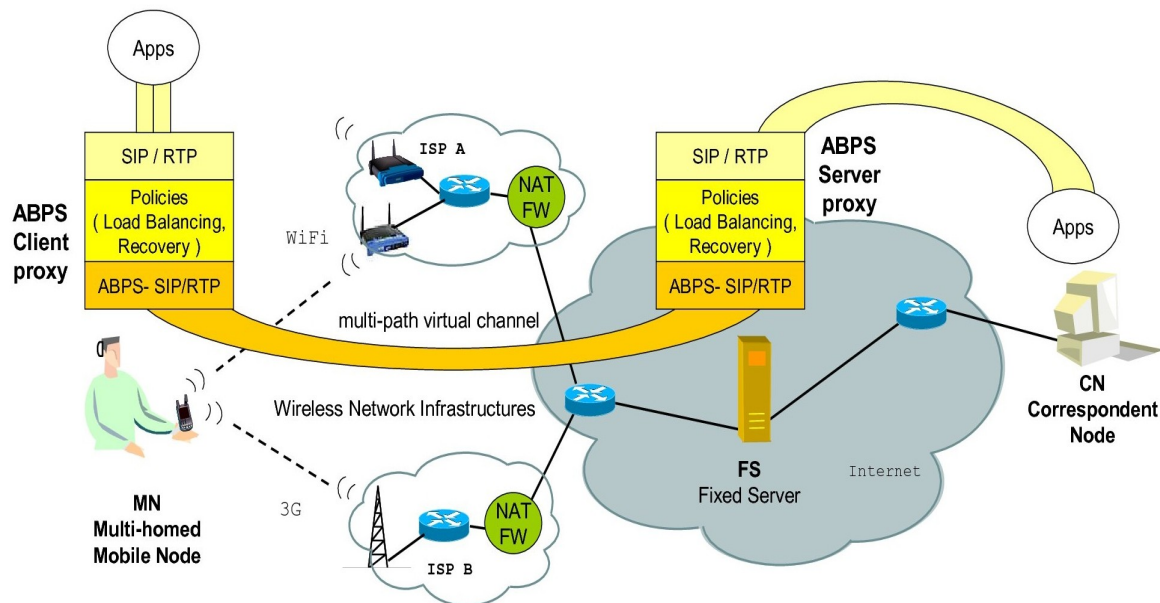 Apps
SIP / RTP
Policies
( Load Balancing,
Recovery )
ABPS- SIP/RTP
ABPS
Client
proxy
ISP A
NAT
FW
WiFi
multi-path virtual channel
Wireless Network Infrastructures
MN
Multi-homed
Mobile Node
3G
NAT
FW
ISP B
SIP / RTP
Policies
( Load Balancing,
Recovery )
ABPS- SIP/RTP
ABPS
Server
proxy
Apps
FS
Fixed Server
Internet
CN
Correspondent
Node